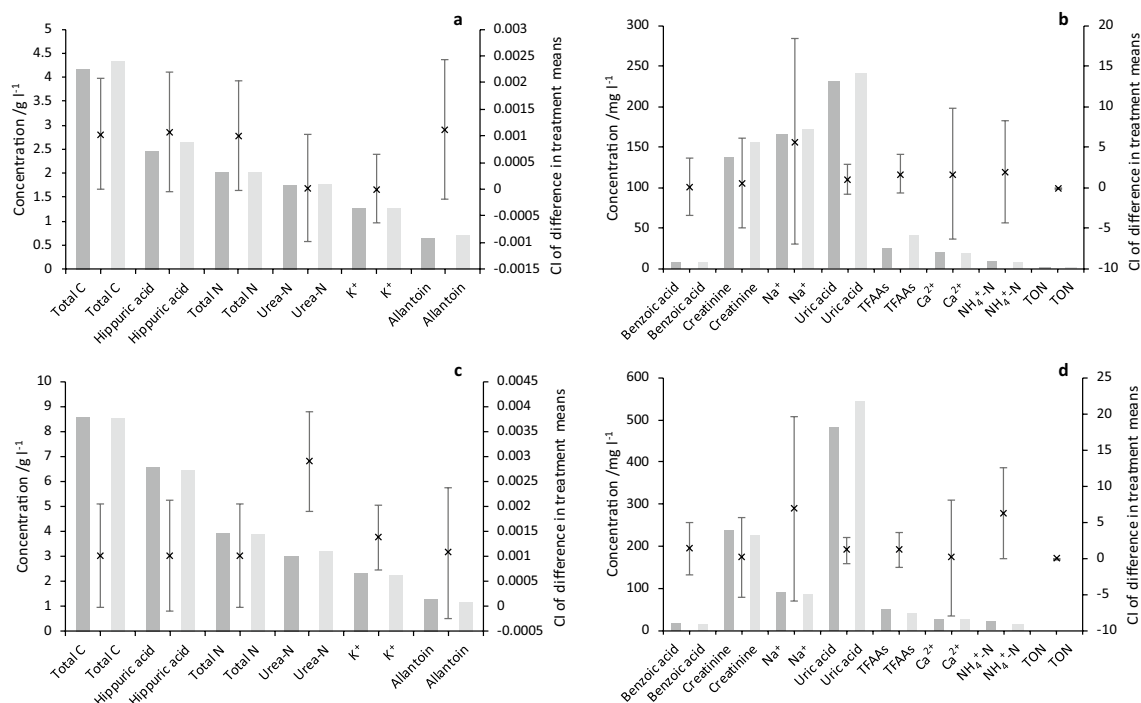 a
Concentration /g l⁻¹
5
4.5
4
3.5
3
2.5
2
1.5
1
0.5
0
0.003
0.0025
0.002
0.0015
0.001
0.0005
0
-0.0005
-0.001
-0.0015
CI of difference in treatment means
Total C
Total C
Hippuric acid
Hippuric acid
Total N
Total N
Urea-N
Urea-N
K⁺
K⁺
Allantoin
Allantoin
b
Concentration /mg l⁻¹
300
250
200
150
100
50
0
20
15
10
5
0
-5
-10
CI of difference in treatment means
Benzoic acid
Benzoic acid
Creatinine
Creatinine
Na⁺
Na⁺
Uric acid
Uric acid
TFAAs
TFAAs
Ca²⁺
Ca²⁺
NH₄⁺-N
NH₄⁺-N
TON
TON
c
Concentration /g l⁻¹
10
9
8
7
6
5
4
3
2
1
0
0.0045
0.004
0.0035
0.003
0.0025
0.002
0.0015
0.001
0.0005
0
-0.0005
CI of difference in treatment means
Total C
Total C
Hippuric acid
Hippuric acid
Total N
Total N
Urea-N
Urea-N
K⁺
K⁺
Allantoin
Allantoin
d
Concentration /mg l⁻¹
600
500
400
300
200
100
0
25
20
15
10
5
0
-5
-10
CI of difference in treatment means
Benzoic acid
Benzoic acid
Creatinine
Creatinine
Na⁺
Na⁺
Uric acid
Uric acid
TFAAs
TFAAs
Ca²⁺
Ca²⁺
NH₄⁺-N
NH₄⁺-N
TON
TON